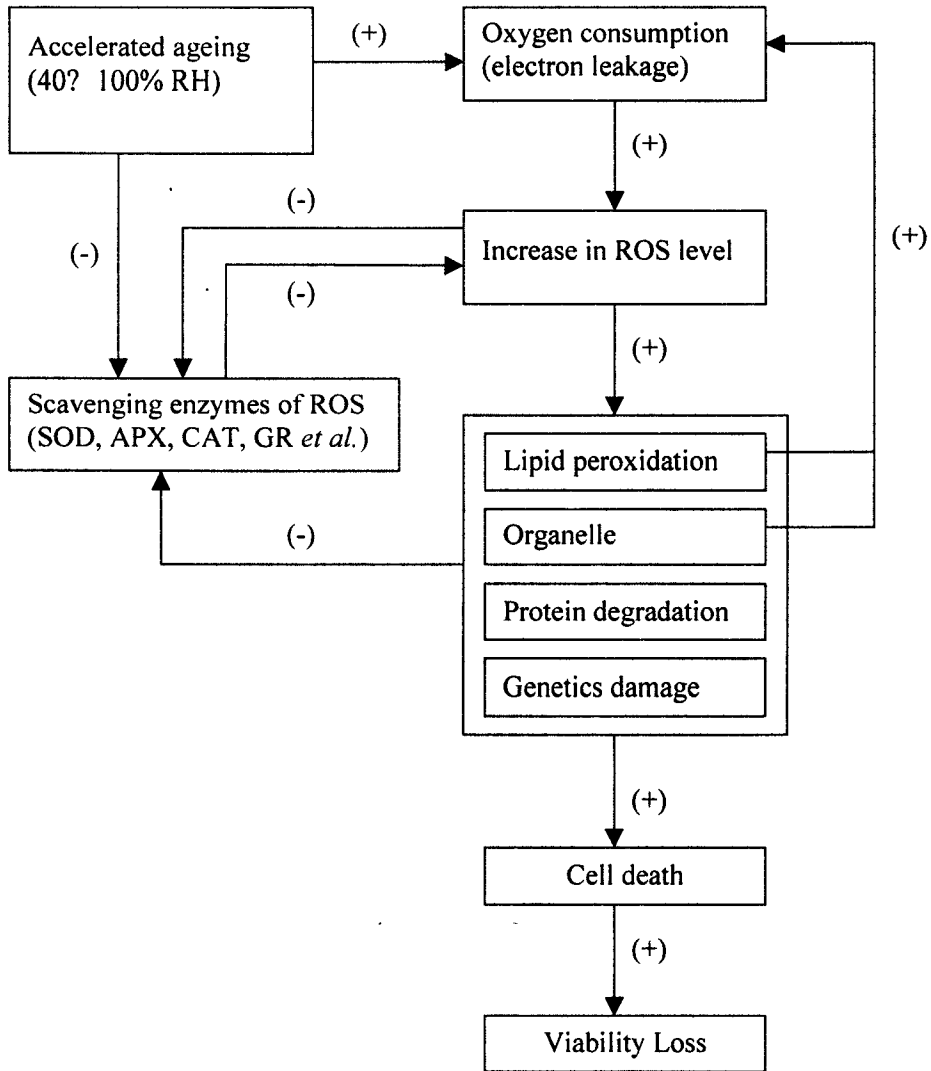 Accelerated ageing
(40? 100% RH)
(+)
Oxygen consumption
(electron leakage)
(+)
(-)
(-)
Increase in ROS level
(+)
(-)
(+)
Scavenging enzymes of ROS
(SOD, APX, CAT, GR et al.)
Lipid peroxidation
(-)
Organelle
Protein degradation
Genetics damage
(+)
Cell death
(+)
Viability Loss